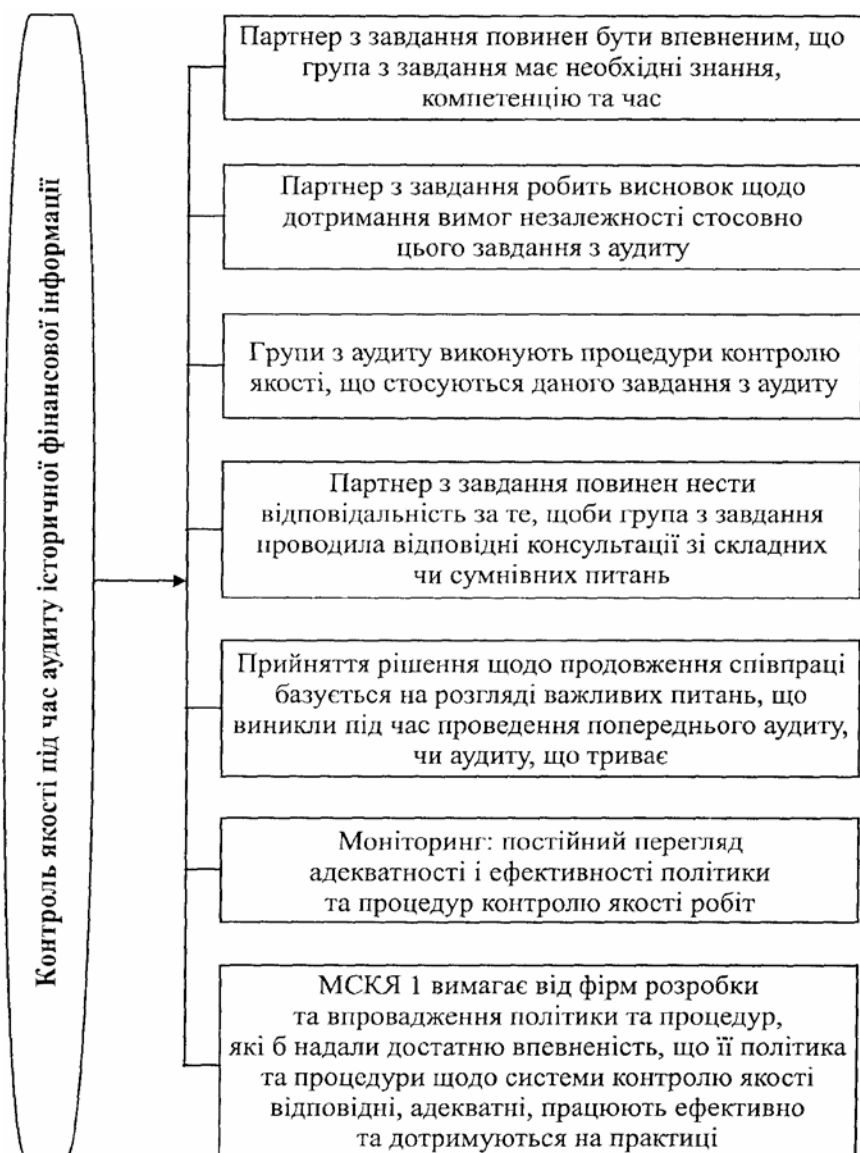 Контроль якості під час аудиту історичної фінансової інформації
Партнер з завдання повинен бути впевненим, що
група з завдання має необхідні знання,
компетенцію та час
Партнер з завдання робить висновок щодо
дотримання вимог незалежності стосовно
цього завдання з аудиту
Групи з аудиту виконують процедури контролю
якості, що стосуються даного завдання з аудиту
Партнер з завдання повинен нести
відповідальність за те, щоби група з завдання
проводила відповідні консультації зі складних
чи сумнівних питань
Прийняття рішення щодо продовження співпраці
базується на розгляді важливих питань, що
виникли під час проведення попереднього аудиту,
чи аудиту, що триває
Моніторинг: постійний перегляд
адекватності і ефективності політики
та процедур контролю якості робіт
МСКЯ 1 вимагає від фірм розробки
та впровадження політики та процедур,
які б надали достатню впевненість, що її політика
та процедури щодо системи контролю якості
відповідні, адекватні, працюють ефективно
та дотримуються на практиці